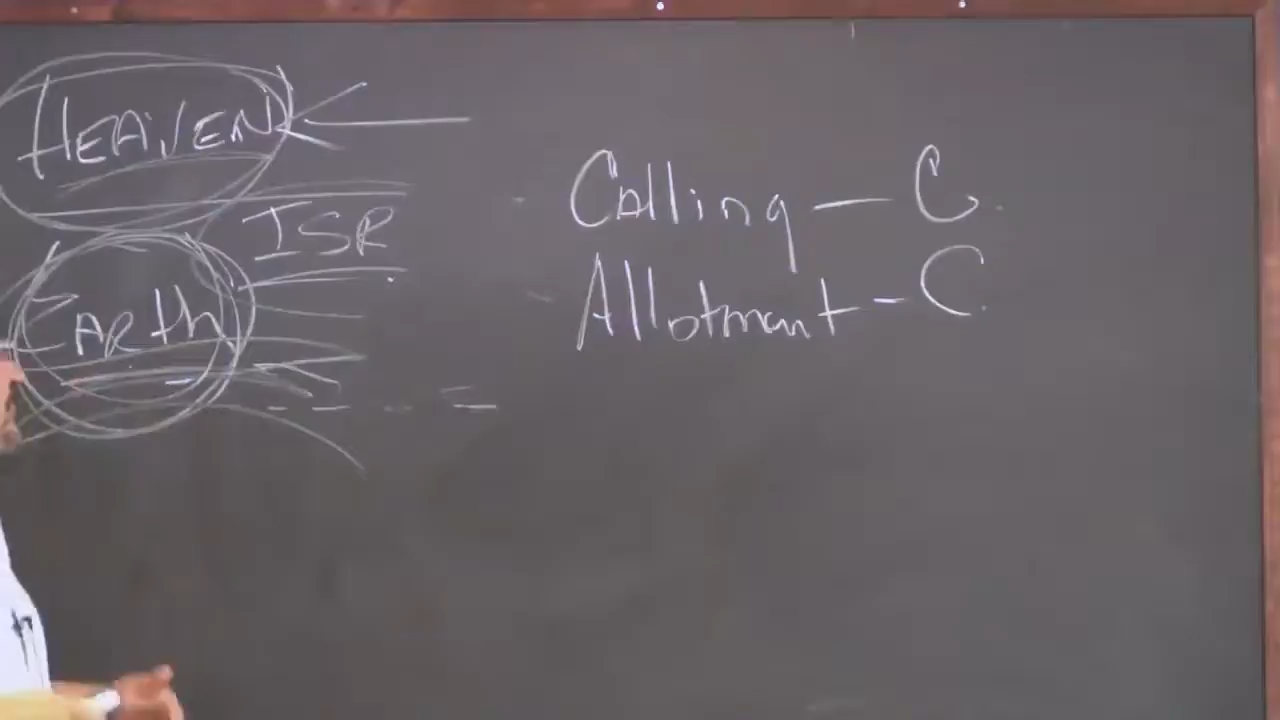 HEAVEN
ISR
EARth
Calling — C.
Allotment - C.